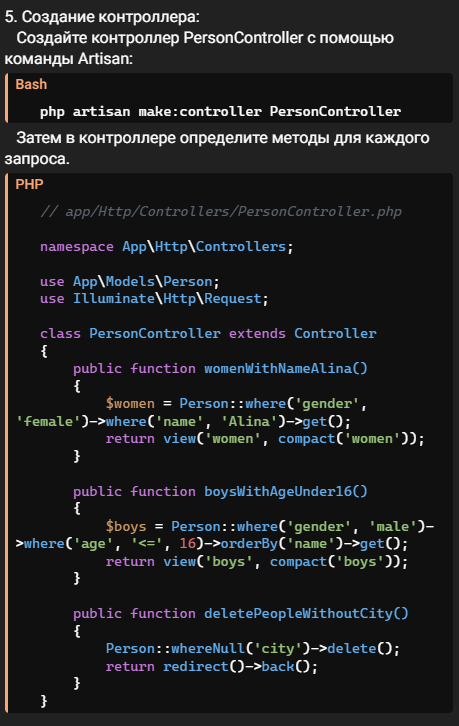 5. Создание контроллера:
Создайте контроллер PersonController с помощью
команды Artisan:
Bash
php artisan make:controller PersonController
Затем в контроллере определите методы для каждого
запроса.
PHP
// app/Http/Controllers/PersonController.php
namespace App\Http\Controllers;
use App\Models\Person;
use Illuminate\Http\Request;
class PersonController extends Controller
{
public function womenWithNameAlina()
{
$women = Person::where('gender',
'female')->where('name', 'Alina')->get();
return view('women', compact('women'));
}
public function boysWithAgeUnder16()
{
$boys = Person::where('gender', 'male')-
>where('age', '<=', 16)->orderBy('name')->get();
return view('boys', compact('boys'));
}
public function deletePeopleWithoutCity()
{
Person::whereNull('city')->delete();
return redirect()->back();
}
}